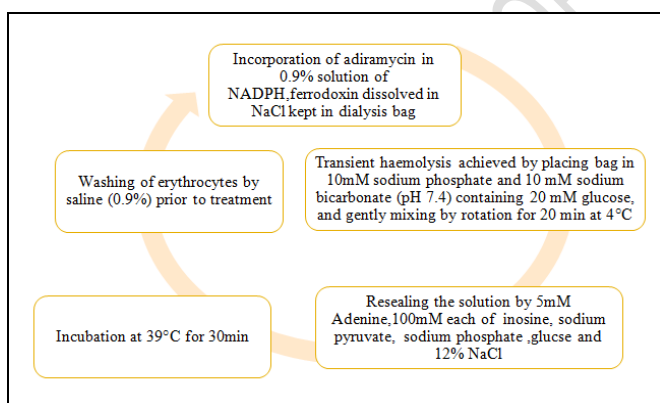 Incorporation of adiramycin in
0.9% solution of
NADPH,ferrodoxin dissolved in
NaCl kept in dialysis bag
Transient haemolysis achieved by placing bag in
10mM sodium phosphate and 10 mM sodium
bicarbonate (pH 7.4) containing 20 mM glucose,
and gently mixing by rotation for 20 min at 4°C
Resealing the solution by 5mM
Adenine,100mM each of inosine, sodium
pyruvate, sodium phosphate ,glucse and
12% NaCl
Incubation at 39°C for 30min
Washing of erythrocytes by
saline (0.9%) prior to treatment